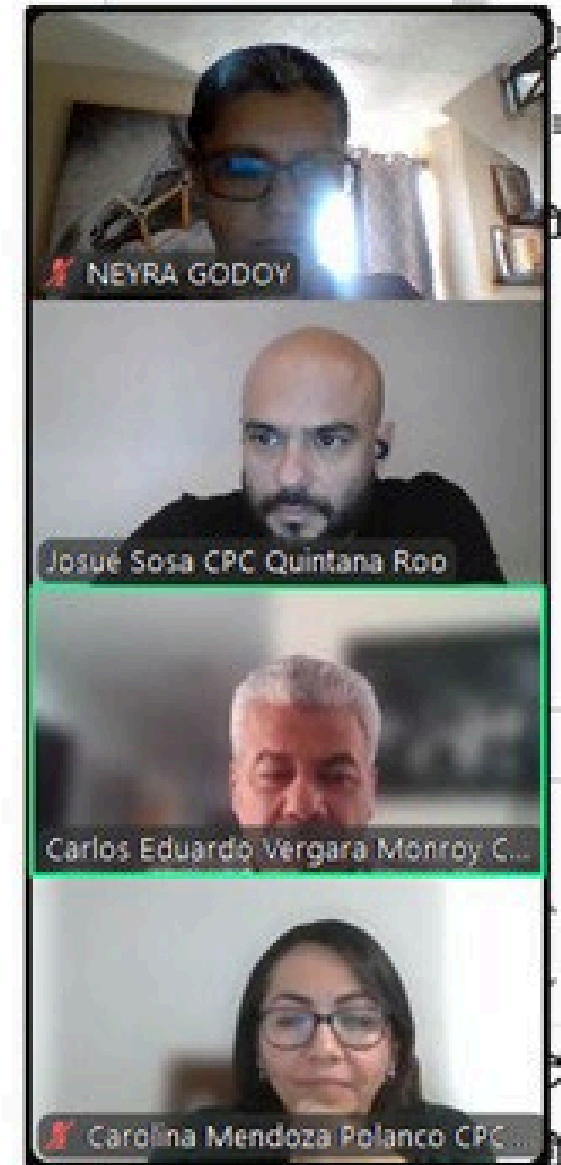 NEYRA GODOY
Josué Sosa CPC Quintana Roo
Carlos Eduardo Vergara Monroy C...
Carolina Mendoza Polanco CPC...